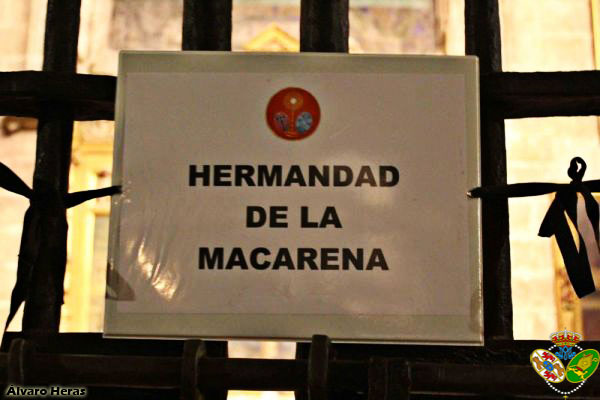 HERMANDAD
DE LA
MACARENA
Alvaro Heras